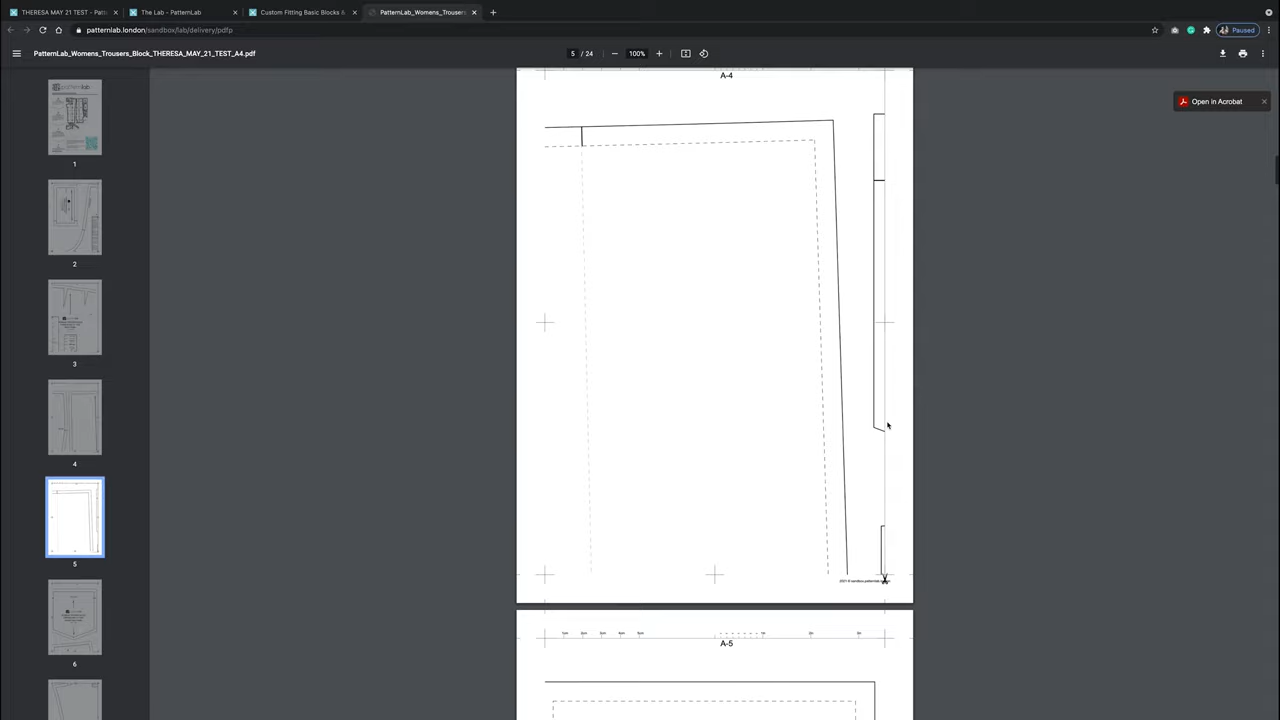 THERESA MAY 21 TEST - Patt
The Lab - PatternLab
Custom Fitting Basic Blocks &
PatternLab_Womens_Trousers
patternlab.london/sandbox/lab/delivery/pdfp
Paused
PatternLab_Womens_Trousers_Block_THERESA_MAY_21_TEST_A4.pdf
5 / 24
100%
Open in Acrobat
A-4
1
2
3
4
5
6
A-5